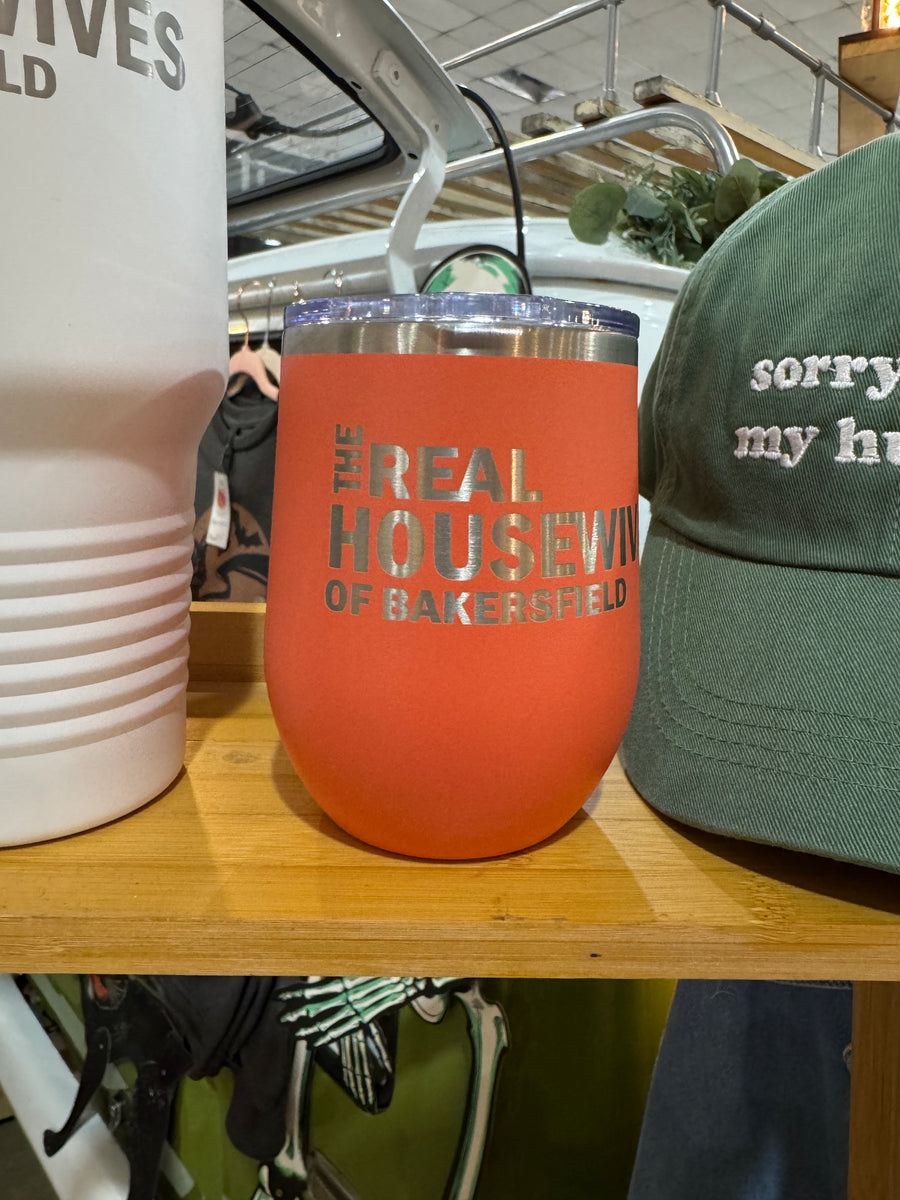 WIVES
LD
THE
REAL
HOUSEWIV
OF BAKERSFIELD
sorry
my hu